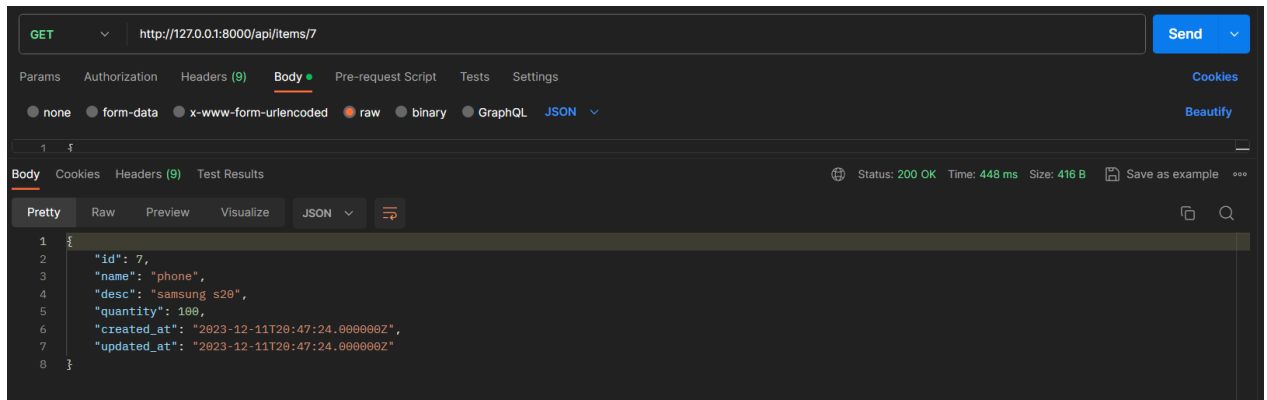 GET http://127.0.0.1:8000/api/items/7 Send
Params Authorization Headers (9) Body Pre-request Script Tests Settings Cookies
none form-data x-www-form-urlencoded raw binary GraphQL JSON Beautify
1 {
Body Cookies Headers (9) Test Results Status: 200 OK Time: 448 ms Size: 416 B Save as example
Pretty Raw Preview Visualize JSON
1 {
2 "id": 7,
3 "name": "phone",
4 "desc": "samsung s20",
5 "quantity": 100,
6 "created_at": "2023-12-11T20:47:24.000000Z",
7 "updated_at": "2023-12-11T20:47:24.000000Z"
8 }